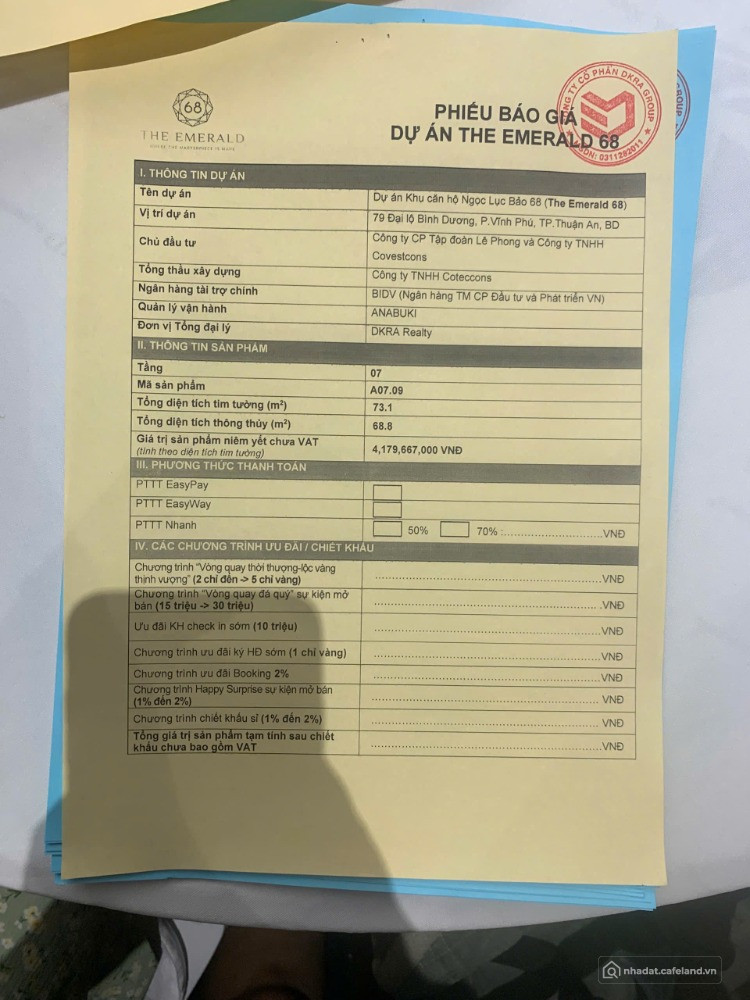 68
THE EMERALD
PHIẾU BÁO GIÁ
DỰ ÁN THE EMERALD 68
CÔNG TY CỔ PHẦN DKRA GROUP
MSDN: 0311282011
GROUP
I. THÔNG TIN DỰ ÁN
Tên dự án
Dự án Khu căn hộ Ngọc Lục Bảo 68 (The Emerald 68)
Vị trí dự án
79 Đại lộ Bình Dương, P.Vĩnh Phú, TP.Thuận An, BD
Chủ đầu tư
Công ty CP Tập đoàn Lê Phong và Công ty TNHH
Covestcons
Tổng thầu xây dựng
Công ty TNHH Coteccons
Ngân hàng tài trợ chính
BIDV (Ngân hàng TM CP Đầu tư và Phát triển VN)
Quản lý vận hành
ANABUKI
Đơn vị Tổng đại lý
DKRA Realty
II. THÔNG TIN SẢN PHẨM
Tầng
07
Mã sản phẩm
A07.09
Tổng diện tích tim tường (m²)
73.1
Tổng diện tích thông thủy (m²)
68.8
Giá trị sản phẩm niêm yết chưa VAT
(tính theo diện tích tim tường)
4,179,667,000 VNĐ
III. PHƯƠNG THỨC THANH TOÁN
PTTT EasyPay
PTTT EasyWay
PTTT Nhanh
50% 70% :........................VNĐ
IV. CÁC CHƯƠNG TRÌNH ƯU ĐÃI / CHIẾT KHẤU
Chương trình "Vòng quay thời thượng-lộc vàng
thịnh vượng" (2 chỉ đến -> 5 chỉ vàng)
........................VNĐ
Chương trình "Vòng quay đá quý" sự kiện mở
bán (15 triệu -> 30 triệu)
........................VNĐ
Ưu đãi KH check in sớm (10 triệu)
........................VNĐ
Chương trình ưu đãi ký HĐ sớm (1 chỉ vàng)
........................VNĐ
Chương trình ưu đãi Booking 2%
........................VNĐ
Chương trình Happy Surprise sự kiện mở bán
(1% đến 2%)
........................VNĐ
Chương trình chiết khấu sỉ (1% đến 2%)
........................VNĐ
Tổng giá trị sản phẩm tạm tính sau chiết
khấu chưa bao gồm VAT
........................VNĐ
nhadat.cafeland.vn